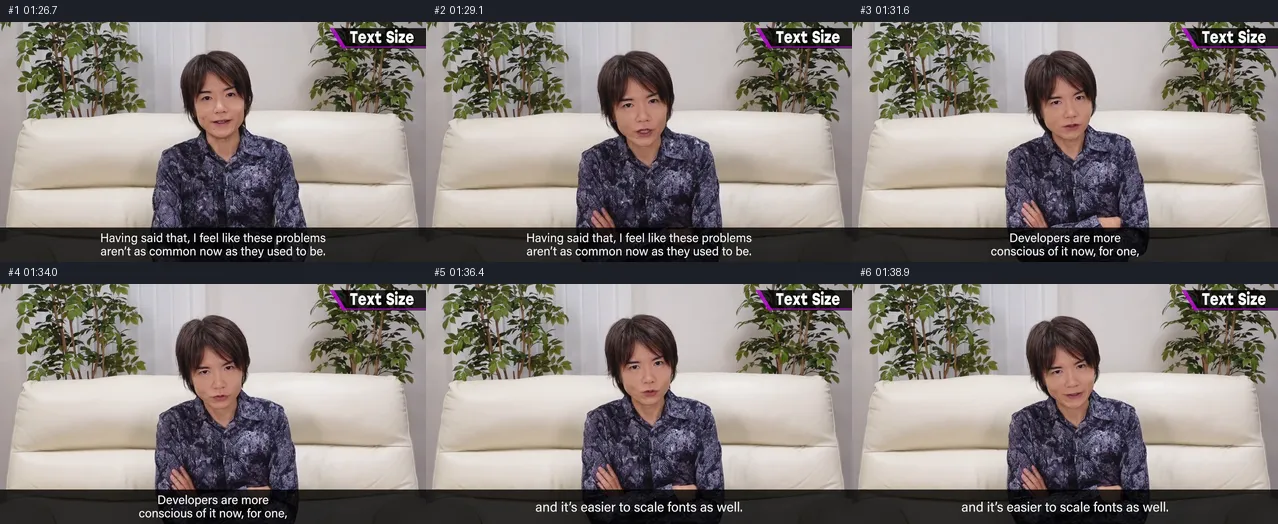 #1 01:26.7
Text Size
Having said that, I feel like these problems
aren't as common now as they used to be.
#2 01:29.1
Text Size
Having said that, I feel like these problems
aren't as common now as they used to be.
#3 01:31.6
Text Size
Developers are more
conscious of it now, for one,
#4 01:34.0
Text Size
Developers are more
conscious of it now, for one,
#5 01:36.4
Text Size
and it's easier to scale fonts as well.
#6 01:38.9
Text Size
and it's easier to scale fonts as well.